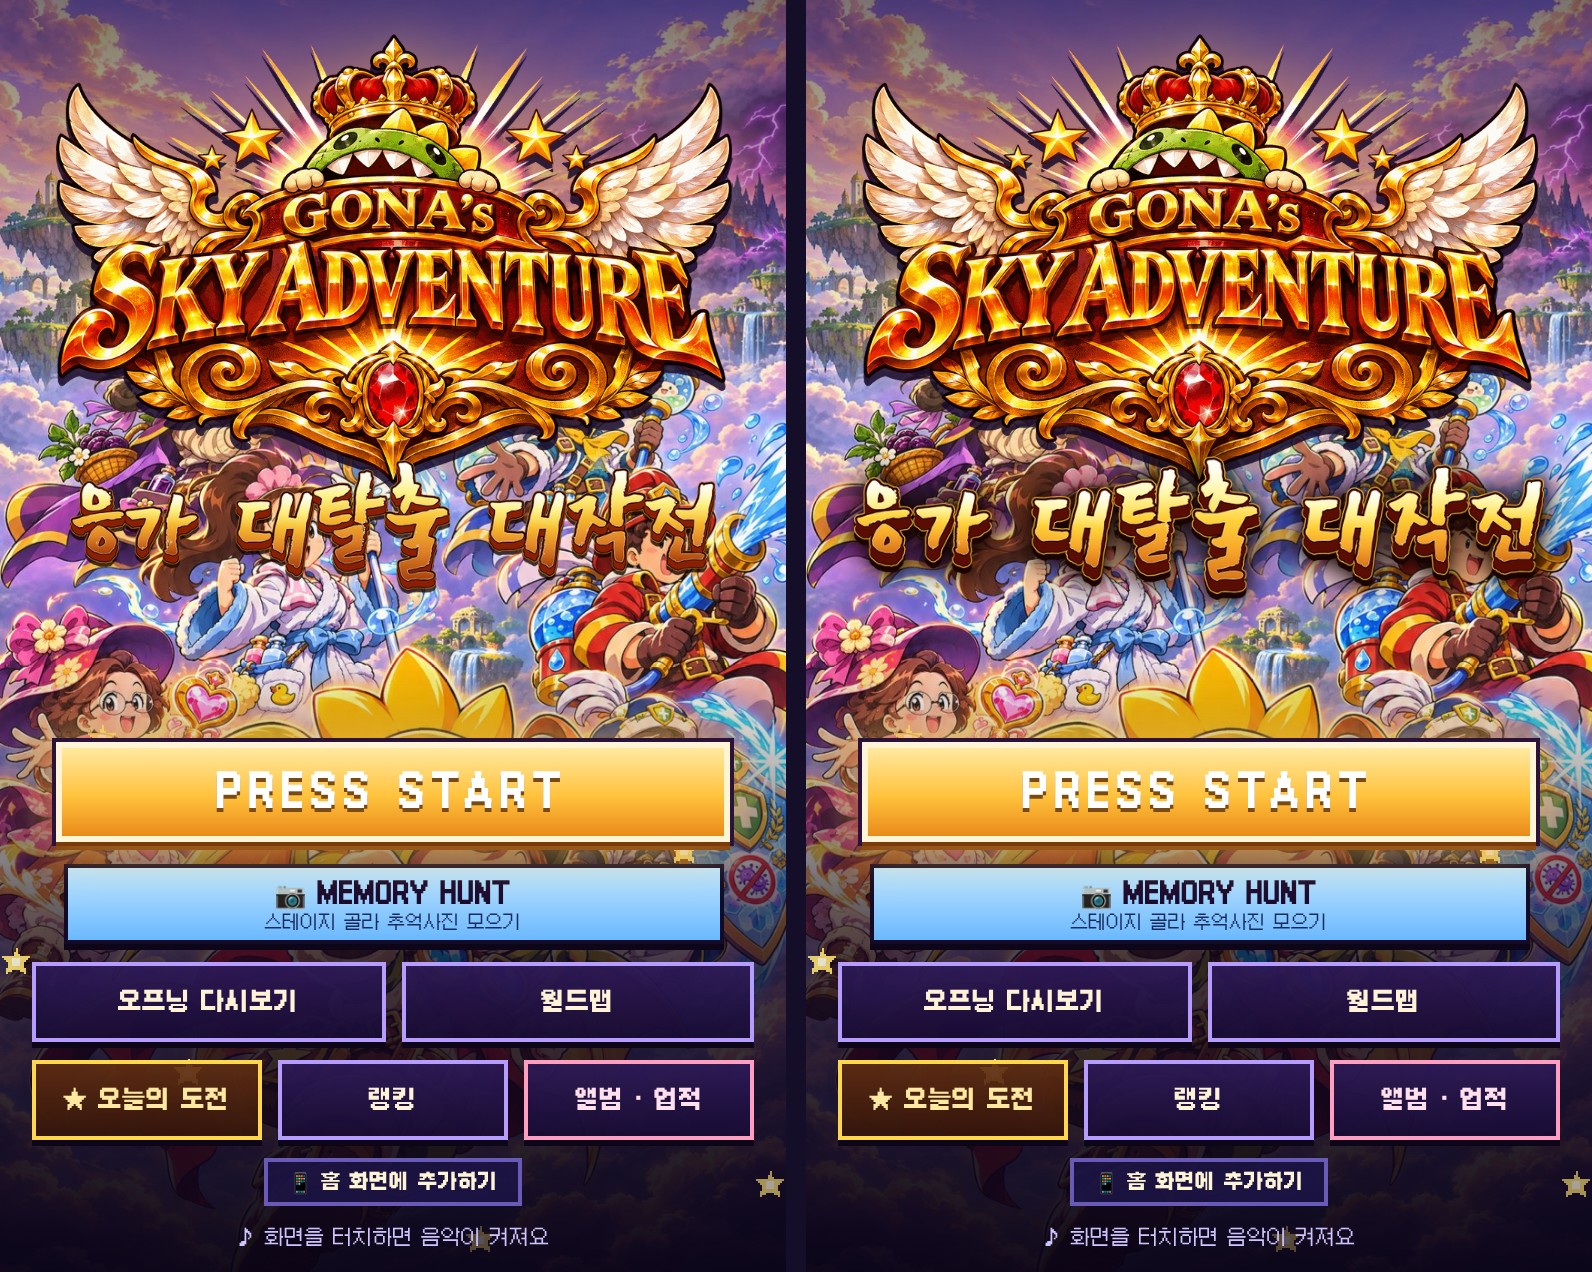 GONA's
SKY ADVENTURE
응가 대탈출 대작전
PRESS START
MEMORY HUNT
스테이지 골라 추억사진 모으기
오프닝 다시보기
월드맵
★ 오늘의 도전
랭킹
앨범 · 업적
홈 화면에 추가하기
♪ 화면을 터치하면 음악이 켜져요
GONA's
SKY ADVENTURE
응가 대탈출 대작전
PRESS START
MEMORY HUNT
스테이지 골라 추억사진 모으기
오프닝 다시보기
월드맵
★ 오늘의 도전
랭킹
앨범 · 업적
홈 화면에 추가하기
♪ 화면을 터치하면 음악이 켜져요